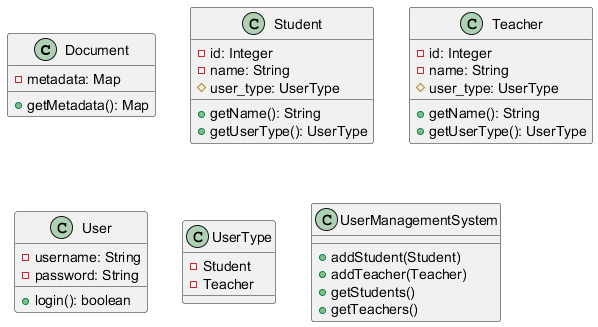 C Document
metadata: Map
getMetadata(): Map
C Student
id: Integer
name: String
user_type: UserType
getName(): String
getUserType(): UserType
C Teacher
id: Integer
name: String
user_type: UserType
getName(): String
getUserType(): UserType
C User
username: String
password: String
login(): boolean
C UserType
Student
Teacher
C UserManagementSystem
addStudent(Student)
addTeacher(Teacher)
getStudents()
getTeachers()